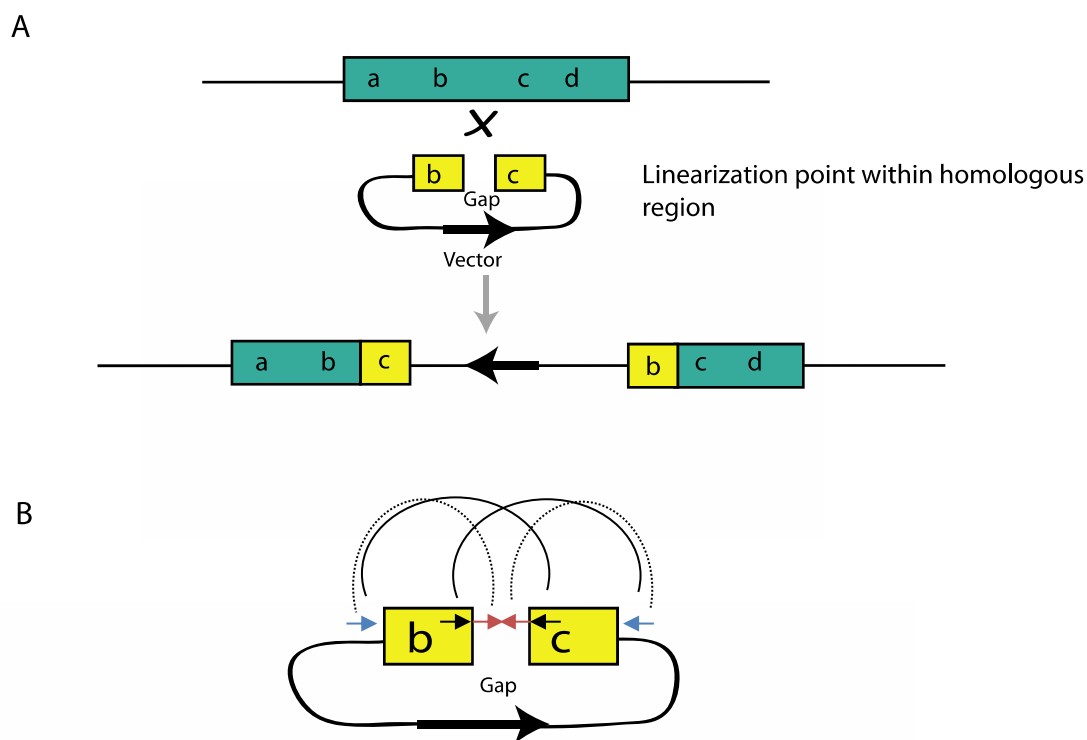 A
a b c d
b c
Gap
Linearization point within homologous
region
Vector
a b c
b c d
B
b c
Gap